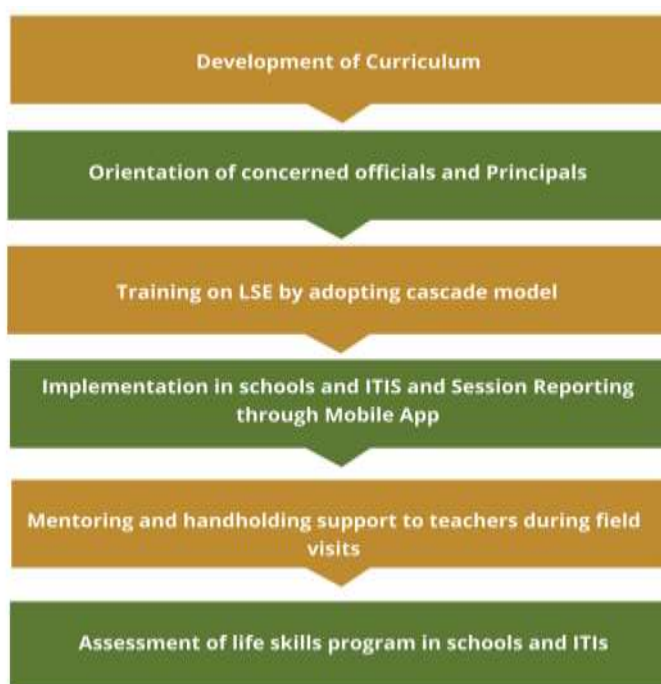 Development of Curriculum
Orientation of concerned officials and Principals
Training on LSE by adopting cascade model
Implementation in schools and ITIS and Session Reporting
through Mobile App
Mentoring and handholding support to teachers during field
visits
Assessment of life skills program in schools and ITIs